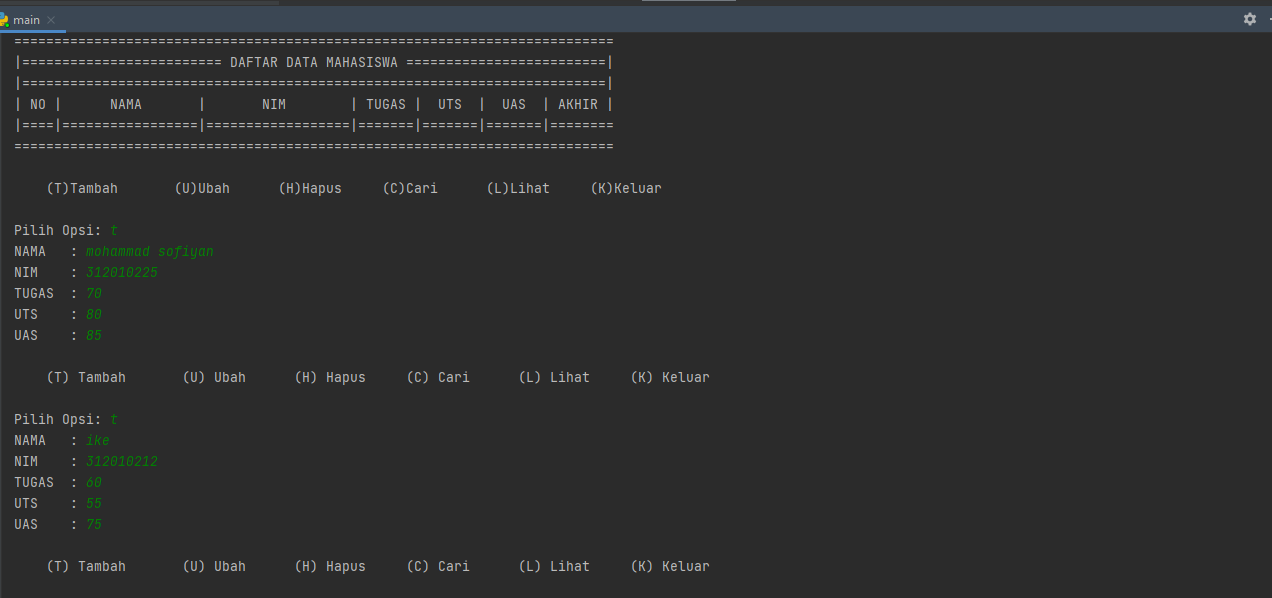 main
===========================================================================
|========================= DAFTAR DATA MAHASISWA =========================|
|=========================================================================|
| NO |      NAMA       |       NIM        | TUGAS |  UTS  |  UAS  | AKHIR |
|====|=================|==================|=======|=======|=======|========
===========================================================================
(T)Tambah       (U)Ubah      (H)Hapus     (C)Cari      (L)Lihat     (K)Keluar
Pilih Opsi: t
NAMA   : mohammad sofiyan
NIM    : 312010225
TUGAS  : 70
UTS    : 80
UAS    : 85
(T) Tambah       (U) Ubah      (H) Hapus     (C) Cari      (L) Lihat     (K) Keluar
Pilih Opsi: t
NAMA   : ike
NIM    : 312010212
TUGAS  : 60
UTS    : 55
UAS    : 75
(T) Tambah       (U) Ubah      (H) Hapus     (C) Cari      (L) Lihat     (K) Keluar